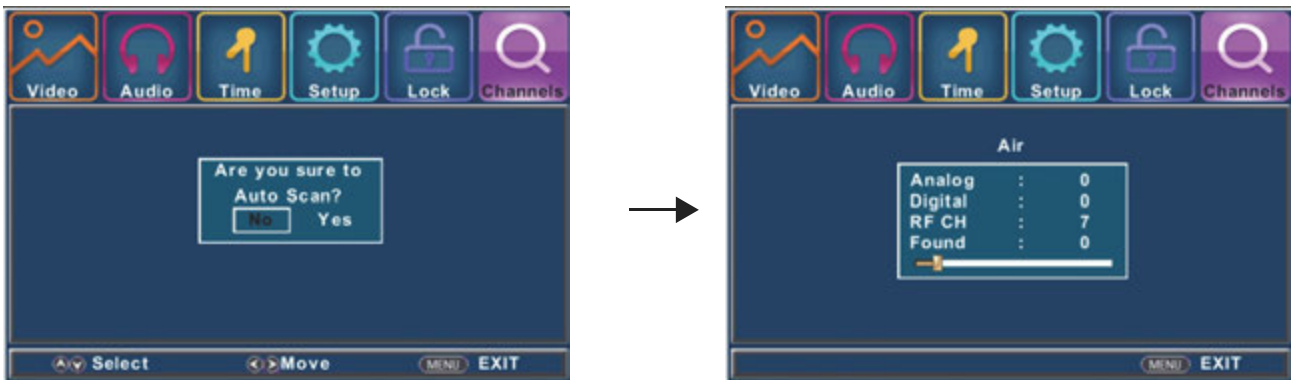 Video Audio Time Setup Lock Channels
Are you sure to
Auto Scan?
No Yes
Select Move MENU EXIT
Video Audio Time Setup Lock Channels
Air
Analog : 0
Digital : 0
RF CH : 7
Found : 0
MENU EXIT